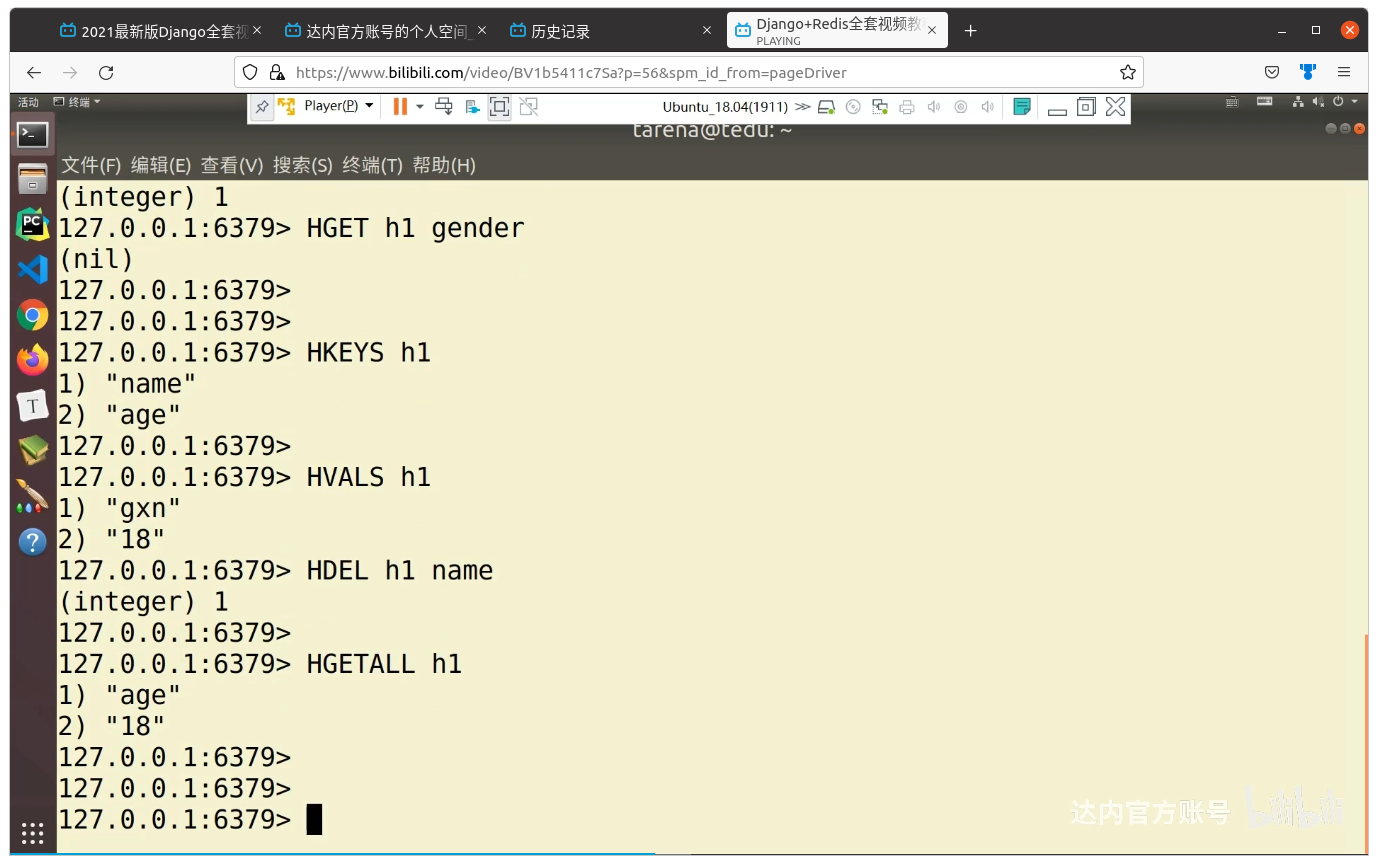 2021最新版Django全套视
达内官方账号的个人空间_
历史记录
Django+Redis全套视频教
PLAYING
https://www.bilibili.com/video/BV1b5411c7Sa?p=56&spm_id_from=pageDriver
活动
终端
Player(P)
Ubuntu_18.04(1911)
tarena@tedu: ~
文件(F) 编辑(E) 查看(V) 搜索(S) 终端(T) 帮助(H)
(integer) 1
127.0.0.1:6379> HGET h1 gender
(nil)
127.0.0.1:6379>
127.0.0.1:6379>
127.0.0.1:6379> HKEYS h1
1) "name"
2) "age"
127.0.0.1:6379>
127.0.0.1:6379> HVALS h1
1) "gxn"
2) "18"
127.0.0.1:6379> HDEL h1 name
(integer) 1
127.0.0.1:6379>
127.0.0.1:6379> HGETALL h1
1) "age"
2) "18"
127.0.0.1:6379>
127.0.0.1:6379>
127.0.0.1:6379>
达内官方账号 bilibili